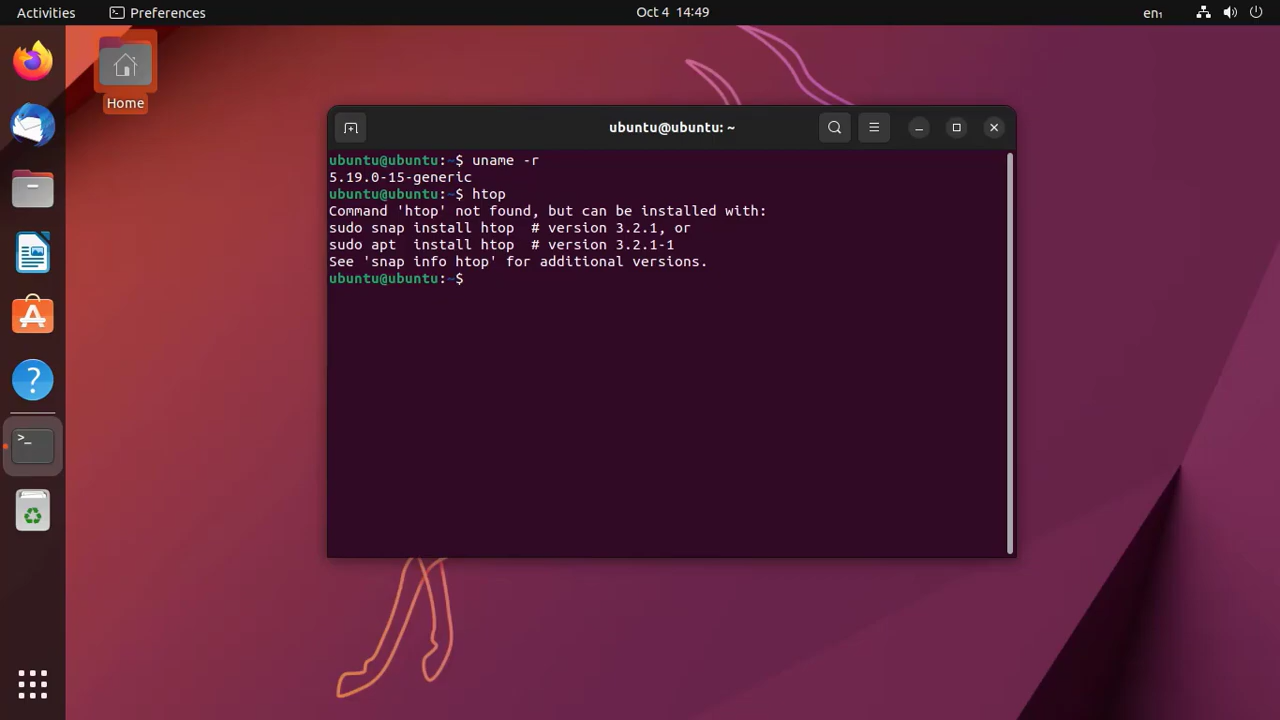 Activities
Preferences
Oct 4 14:49
en₁
Home
ubuntu@ubuntu: ~
ubuntu@ubuntu:~$ uname -r
5.19.0-15-generic
ubuntu@ubuntu:~$ htop
Command 'htop' not found, but can be installed with:
sudo snap install htop  # version 3.2.1, or
sudo apt  install htop  # version 3.2.1-1
See 'snap info htop' for additional versions.
ubuntu@ubuntu:~$